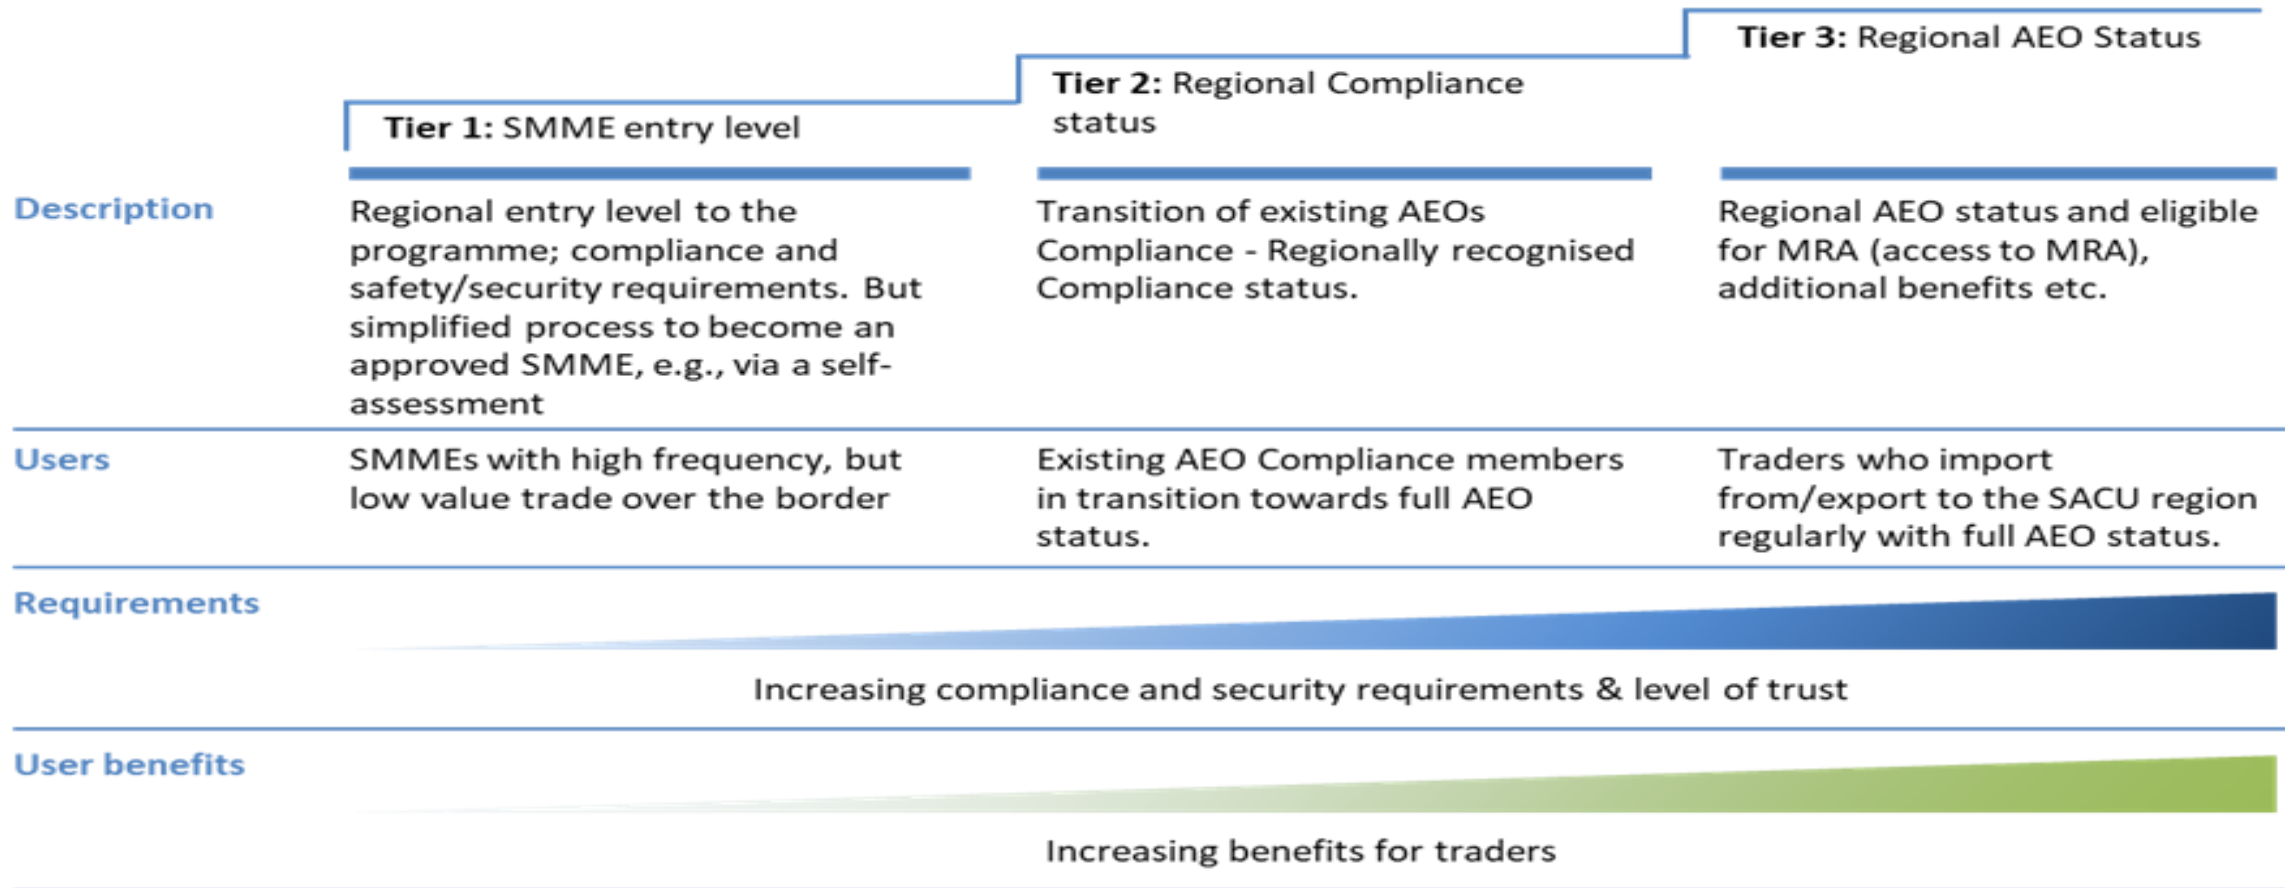 Tier 1: SMME entry level
Tier 2: Regional Compliance
status
Tier 3: Regional AEO Status
Description
Regional entry level to the
programme; compliance and
safety/security requirements. But
simplified process to become an
approved SMME, e.g., via a self-
assessment
Transition of existing AEOs
Compliance - Regionally recognised
Compliance status.
Regional AEO status and eligible
for MRA (access to MRA),
additional benefits etc.
Users
SMMEs with high frequency, but
low value trade over the border
Existing AEO Compliance members
in transition towards full AEO
status.
Traders who import
from/export to the SACU region
regularly with full AEO status.
Requirements
Increasing compliance and security requirements & level of trust
User benefits
Increasing benefits for traders